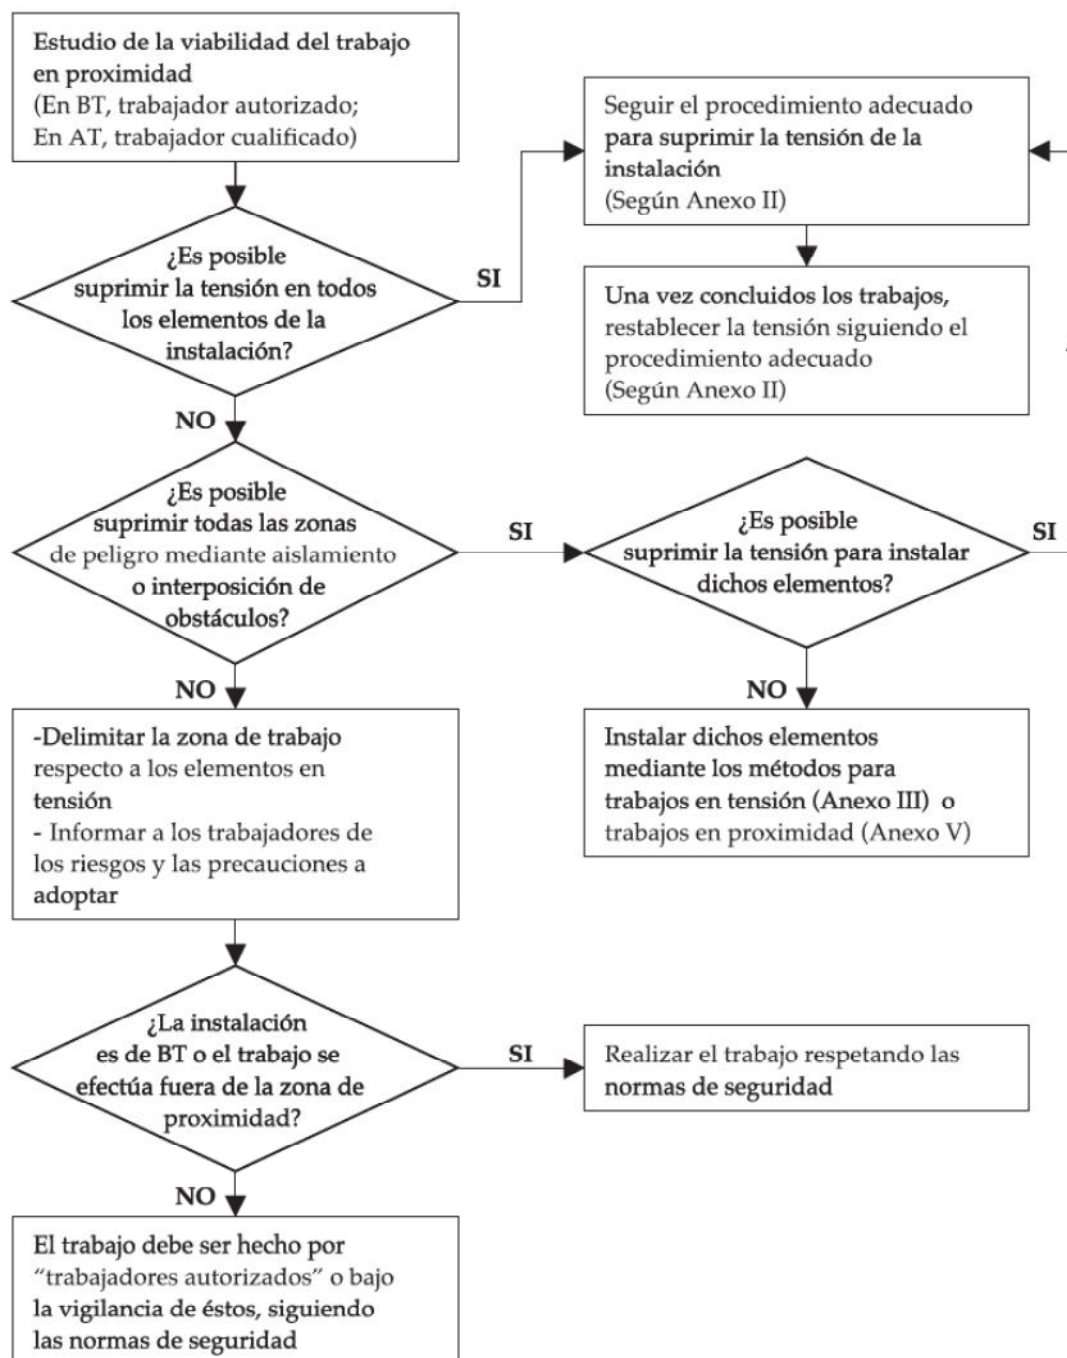 Estudio de la viabilidad del trabajo
en proximidad
(En BT, trabajador autorizado;
En AT, trabajador cualificado)
Seguir el procedimiento adecuado
para suprimir la tensión de la
instalación
(Según Anexo II)
¿Es posible
suprimir la tensión en todos
los elementos de la
instalación?
SI
Una vez concluidos los trabajos,
restablecer la tensión siguiendo el
procedimiento adecuado
(Según Anexo II)
NO
¿Es posible
suprimir todas las zonas
de peligro mediante aislamiento
o interposición de
obstáculos?
SI
¿Es posible
suprimir la tensión para instalar
dichos elementos?
SI
NO
-Delimitar la zona de trabajo
respecto a los elementos en
tensión
- Informar a los trabajadores de
los riesgos y las precauciones a
adoptar
NO
Instalar dichos elementos
mediante los métodos para
trabajos en tensión (Anexo III) o
trabajos en proximidad (Anexo V)
¿La instalación
es de BT o el trabajo se
efectúa fuera de la zona de
proximidad?
SI
Realizar el trabajo respetando las
normas de seguridad
NO
El trabajo debe ser hecho por
“trabajadores autorizados” o bajo
la vigilancia de éstos, siguiendo
las normas de seguridad